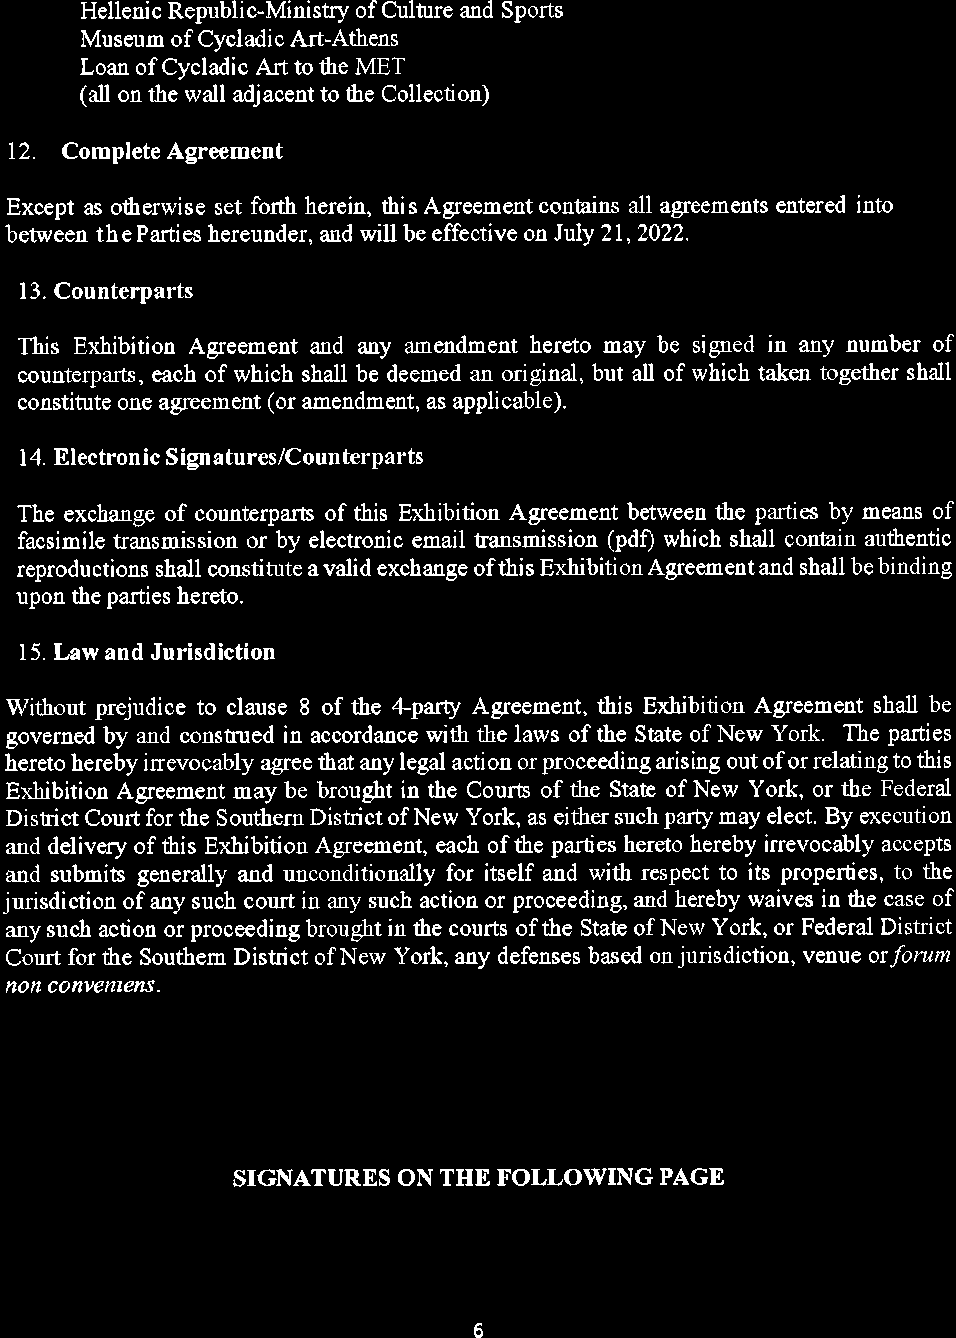 Hellenic Republic-Ministry of Culture and Sports
Museum of Cycladic Art-Athens
Loan of Cycladic Art to the MET
(all on the wall adjacent to the Collection)
12. Complete Agreement
Except as otherwise set forth herein, this Agreement contains all agreements entered into
between the Parties hereunder, and will be effective on July 21, 2022.
13. Counterparts
This Exhibition Agreement and any amendment hereto may be signed in any number of
counterparts, each of which shall be deemed an original, but all of which taken together shall
constitute one agreement (or amendment, as applicable).
14. Electronic Signatures/Counterparts
The exchange of counterparts of this Exhibition Agreement between the parties by means of
facsimile transmission or by electronic email transmission (pdf) which shall contain authentic
reproductions shall constitute a valid exchange of this Exhibition Agreement and shall be binding
upon the parties hereto.
15. Law and Jurisdiction
Without prejudice to clause 8 of the 4-party Agreement, this Exhibition Agreement shall be
governed by and construed in accordance with the laws of the State of New York. The parties
hereto hereby irrevocably agree that any legal action or proceeding arising out of or relating to this
Exhibition Agreement may be brought in the Courts of the State of New York, or the Federal
District Court for the Southern District of New York, as either such party may elect. By execution
and delivery of this Exhibition Agreement, each of the parties hereto hereby irrevocably accepts
and submits generally and unconditionally for itself and with respect to its properties, to the
jurisdiction of any such court in any such action or proceeding, and hereby waives in the case of
any such action or proceeding brought in the courts of the State of New York, or Federal District
Court for the Southern District of New York, any defenses based on jurisdiction, venue or forum
non conveniens.
SIGNATURES ON THE FOLLOWING PAGE
6